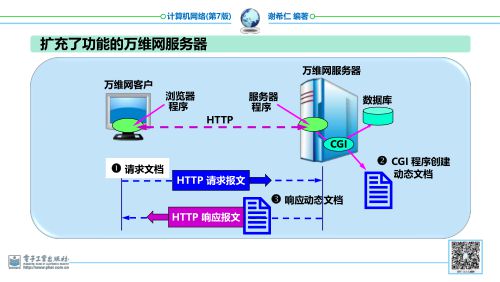 计算机网络(第7版) 谢希仁 编著
扩充了功能的万维网服务器
万维网服务器
万维网客户
浏览器
程序
服务器
程序
数据库
HTTP
CGI
❶ 请求文档
❷ CGI 程序创建
动态文档
HTTP 请求报文
❸ 响应动态文档
HTTP 响应报文
电子工业出版社
http://www.phei.com.cn